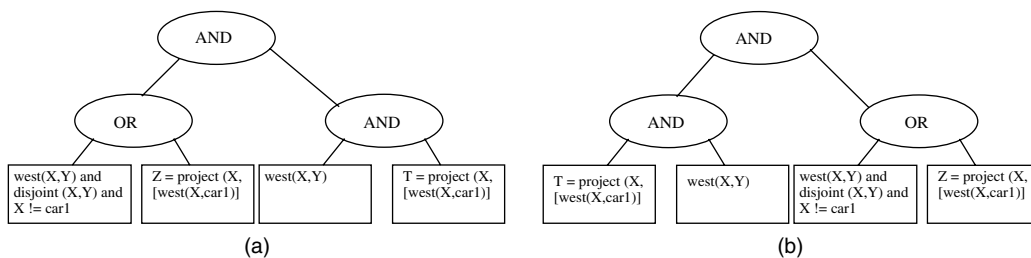 AND
OR
AND
west(X,Y) and
disjoint (X,Y) and
X != car1
Z = project (X,
[west(X,car1)]
west(X,Y)
T = project (X,
[west(X,car1)]
(a)
AND
AND
OR
T = project (X,
[west(X,car1)]
west(X,Y)
west(X,Y) and
disjoint (X,Y) and
X != car1
Z = project (X,
[west(X,car1)]
(b)